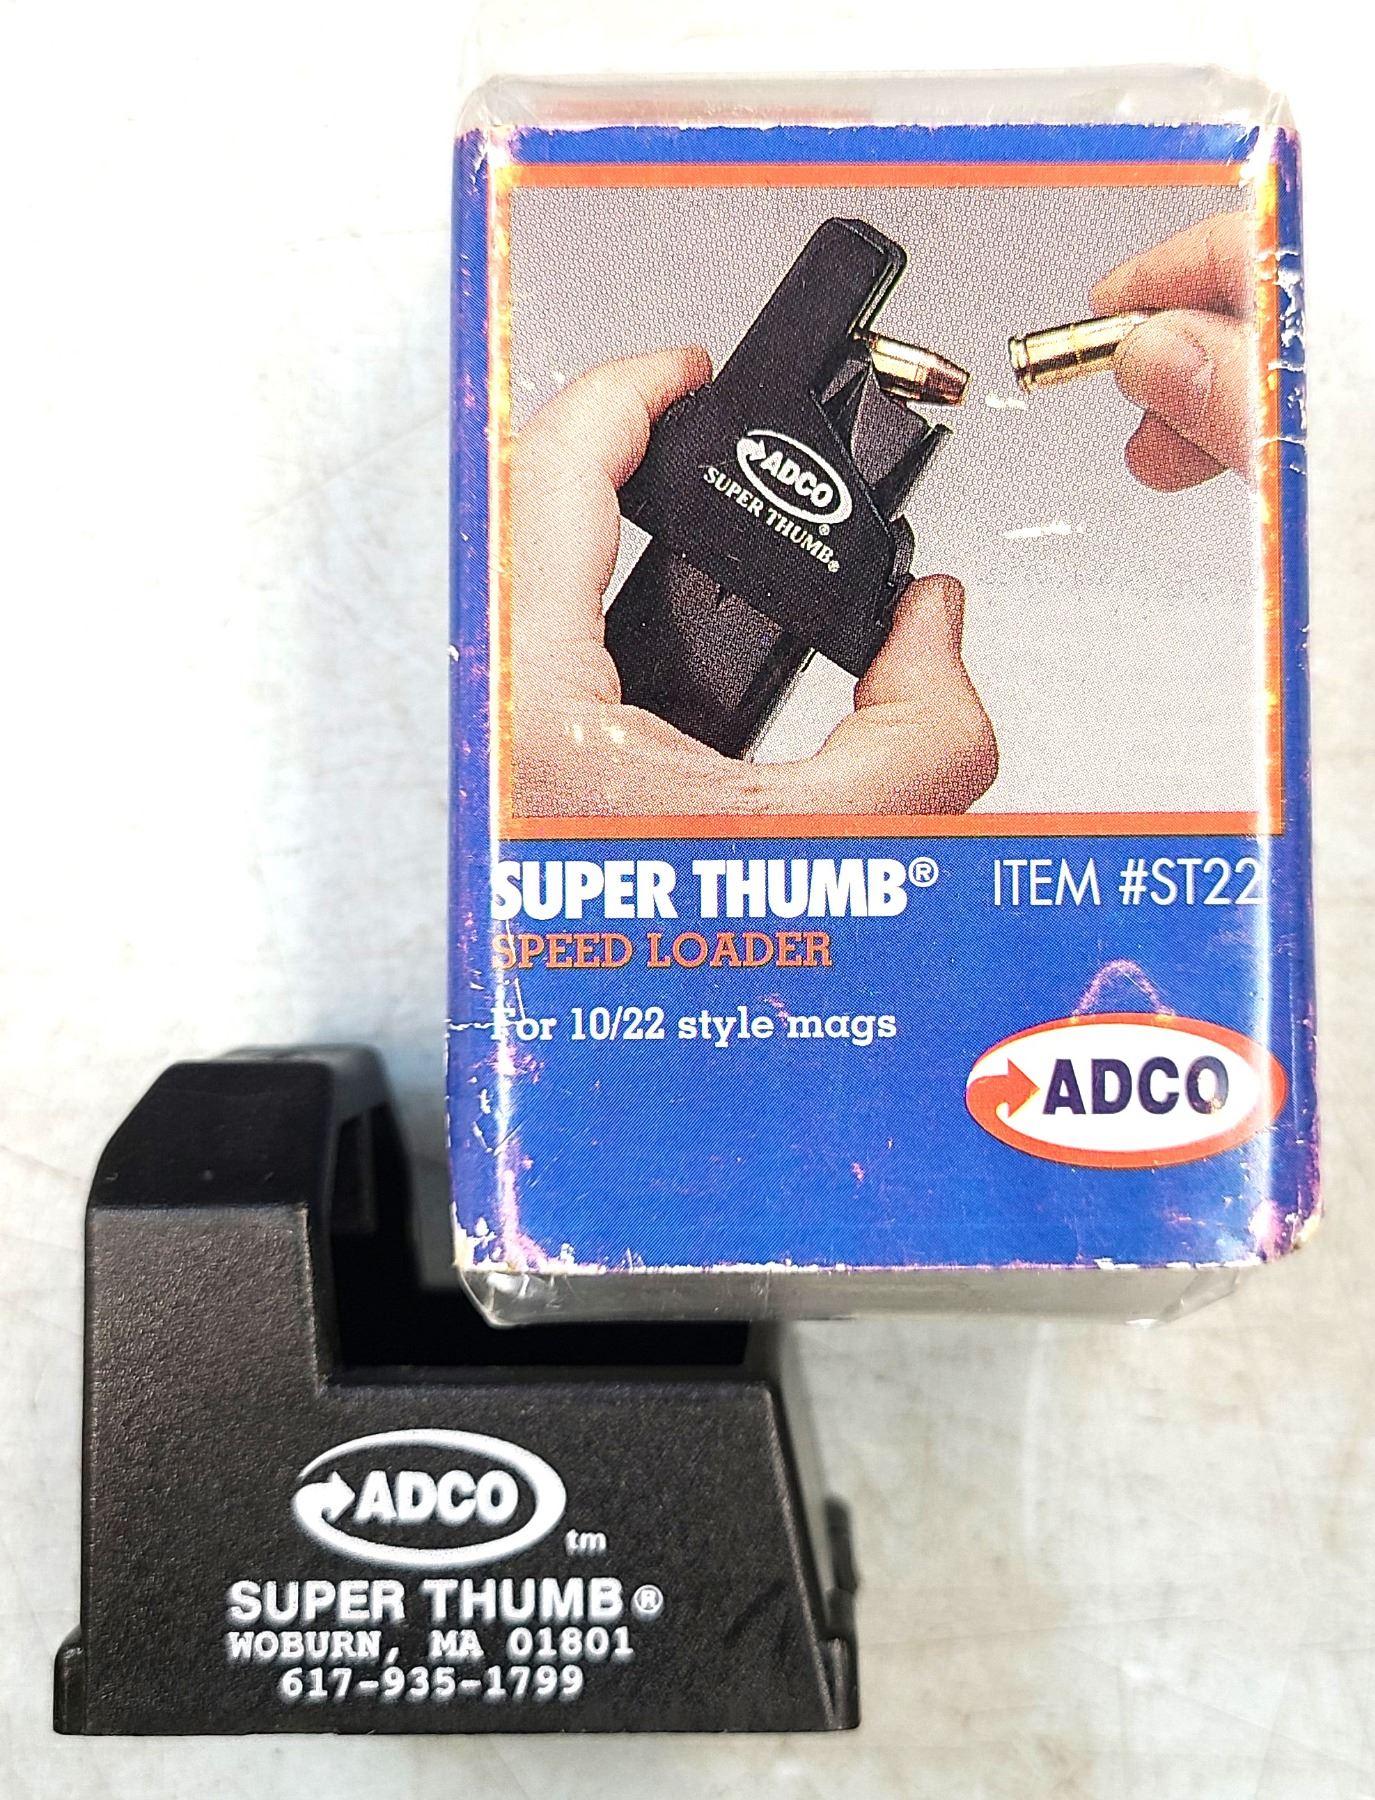 ADCO
®
SUPER THUMB®
SUPER THUMB® ITEM #ST22
SPEED LOADER
For 10/22 style mags
ADCO
ADCO
tm
SUPER THUMB®
WOBURN, MA 01801
617-935-1799